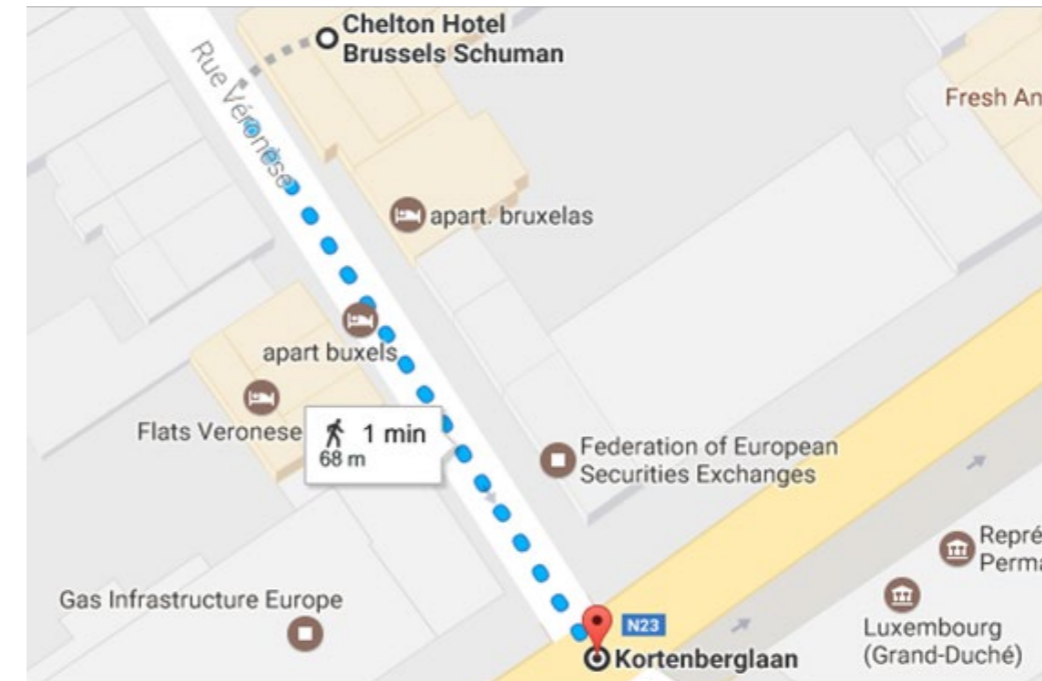 Chelton Hotel
Brussels Schuman
Rue Véronèse
Fresh An
apart. bruxelas
apart buxels
Flats Veronese
1 min
68 m
Federation of European
Securities Exchanges
Repré
Perma
Gas Infrastructure Europe
N23
Luxembourg
(Grand-Duché)
Kortenberglaan